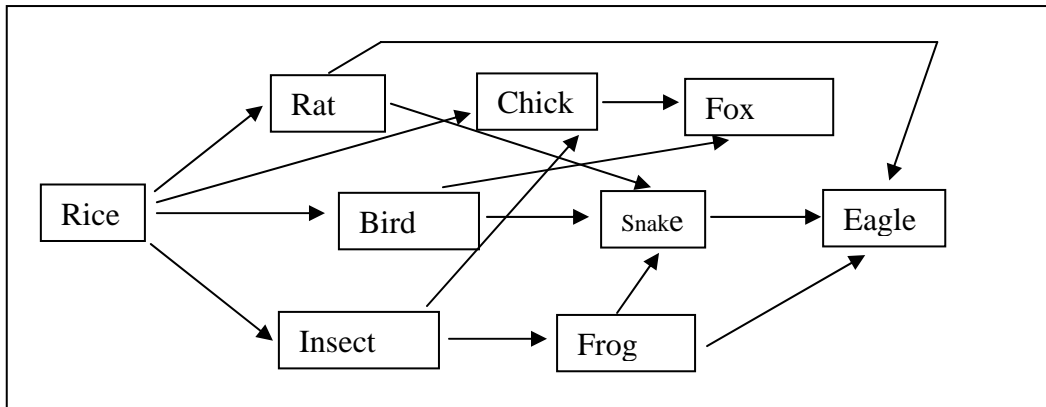 Rat
Chick
Fox
Rice
Bird
Snake
Eagle
Insect
Frog